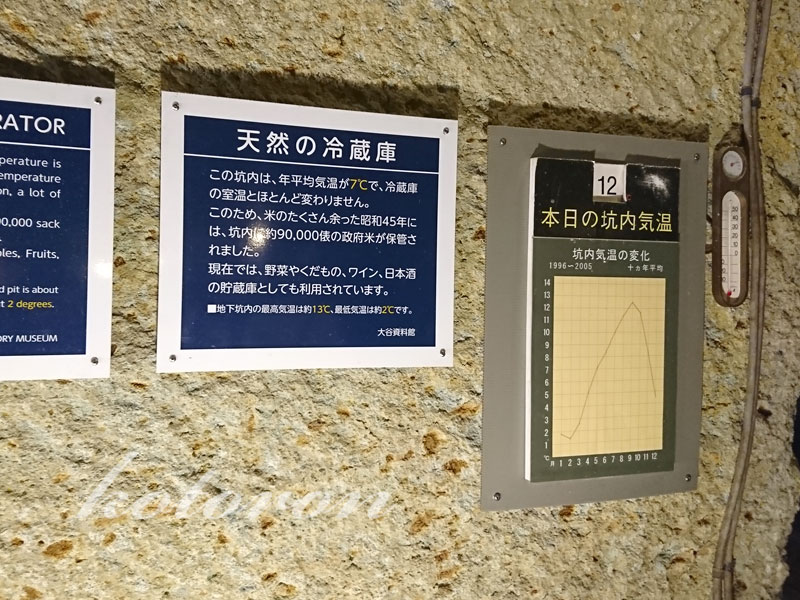 RATOR
perature is
emperature
on, a lot of
00,000 sack
les, Fruits,
d pit is about
t 2 degrees.
ORY MUSEUM
天然の冷蔵庫
この坑内は、年平均気温が7℃で、冷蔵庫
の室温とほとんど変わりません。
このため、米のたくさん余った昭和45年に
は、坑内に約90,000俵の政府米が保管さ
れました。
現在では、野菜やくだもの、ワイン、日本酒
の貯蔵庫としても利用されています。
■地下坑内の最高気温は約13℃、最低気温は約2℃です。
大谷資料館
12
本日の坑内気温
坑内気温の変化
1996〜2005 十ヵ年平均
14
13
12
11
10
9
8
7
6
5
4
3
2
1
℃ 月 1 2 3 4 5 6 7 8 9 10 11 12
kotovon